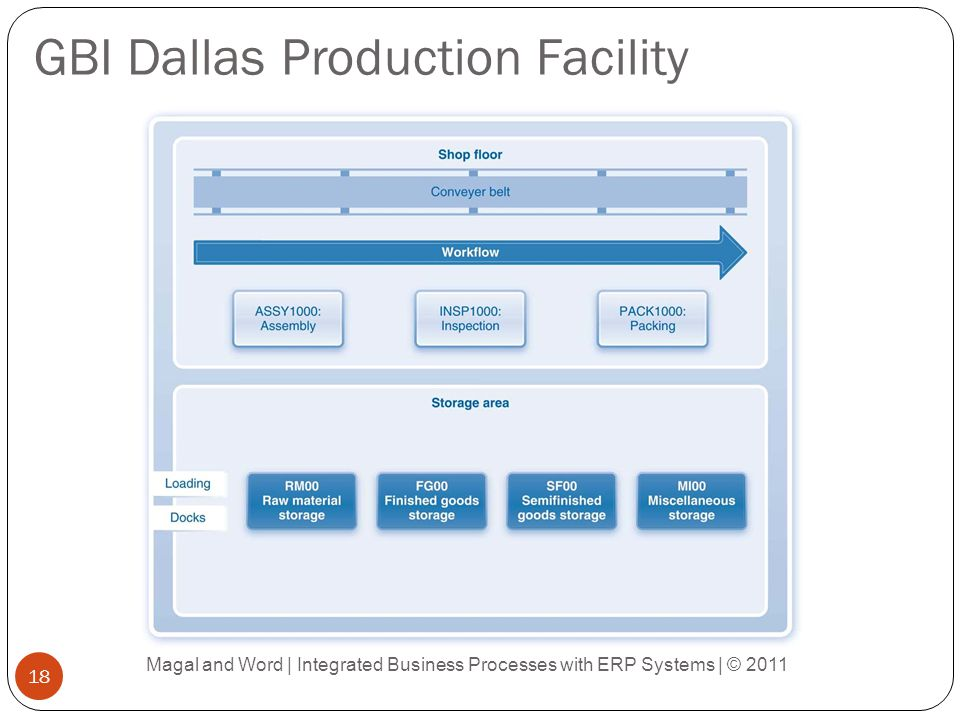 GBI Dallas Production Facility
Shop floor
Conveyer belt
Workflow
ASSY1000:
Assembly
INSP1000:
Inspection
PACK1000:
Packing
Storage area
Loading
Docks
RM00
Raw material
storage
FG00
Finished goods
storage
SF00
Semifinished
goods storage
MI00
Miscellaneous
storage
Magal and Word | Integrated Business Processes with ERP Systems | © 2011
18